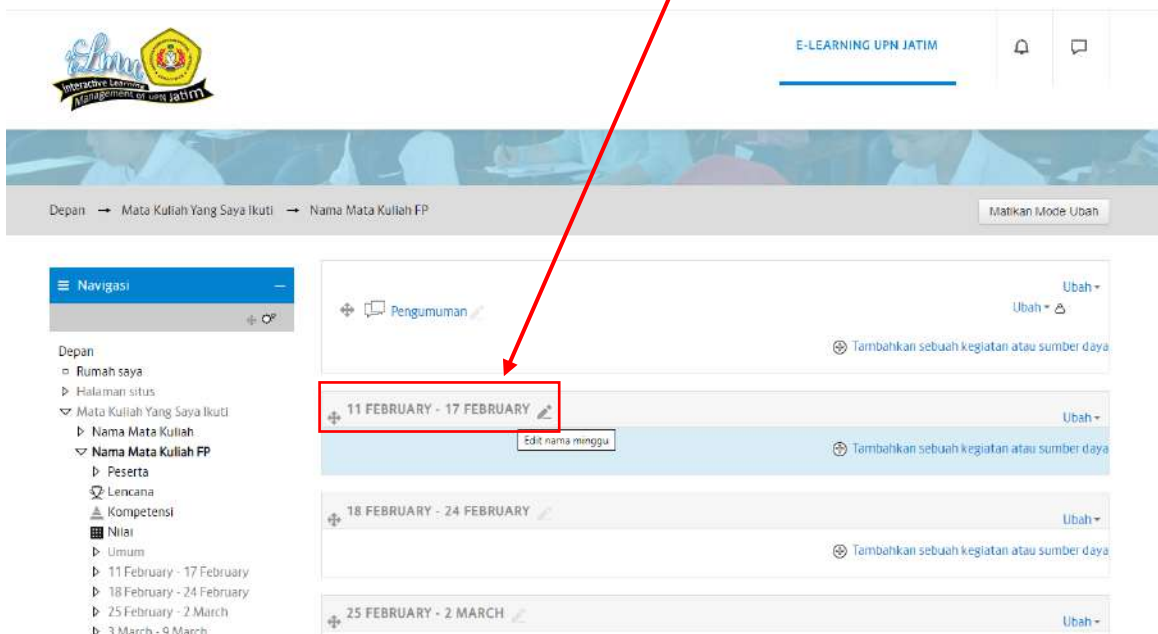 ilmu
Interactive Learning
Management of UPN Jatim
E-LEARNING UPN JATIM
Depan → Mata Kuliah Yang Saya Ikuti → Nama Mata Kuliah FP
Matikan Mode Ubah
Navigasi
Depan
Rumah saya
Halaman situs
Mata Kuliah Yang Saya Ikuti
Nama Mata Kuliah
Nama Mata Kuliah FP
Peserta
Lencana
Kompetensi
Nilai
Umum
11 February - 17 February
18 February - 24 February
25 February - 2 March
3 March - 9 March
Ubah
Pengumuman
Ubah
Tambahkan sebuah kegiatan atau sumber daya
11 FEBRUARY - 17 FEBRUARY
Ubah
Edit nama minggu
Tambahkan sebuah kegiatan atau sumber daya
18 FEBRUARY - 24 FEBRUARY
Ubah
Tambahkan sebuah kegiatan atau sumber daya
25 FEBRUARY - 2 MARCH
Ubah